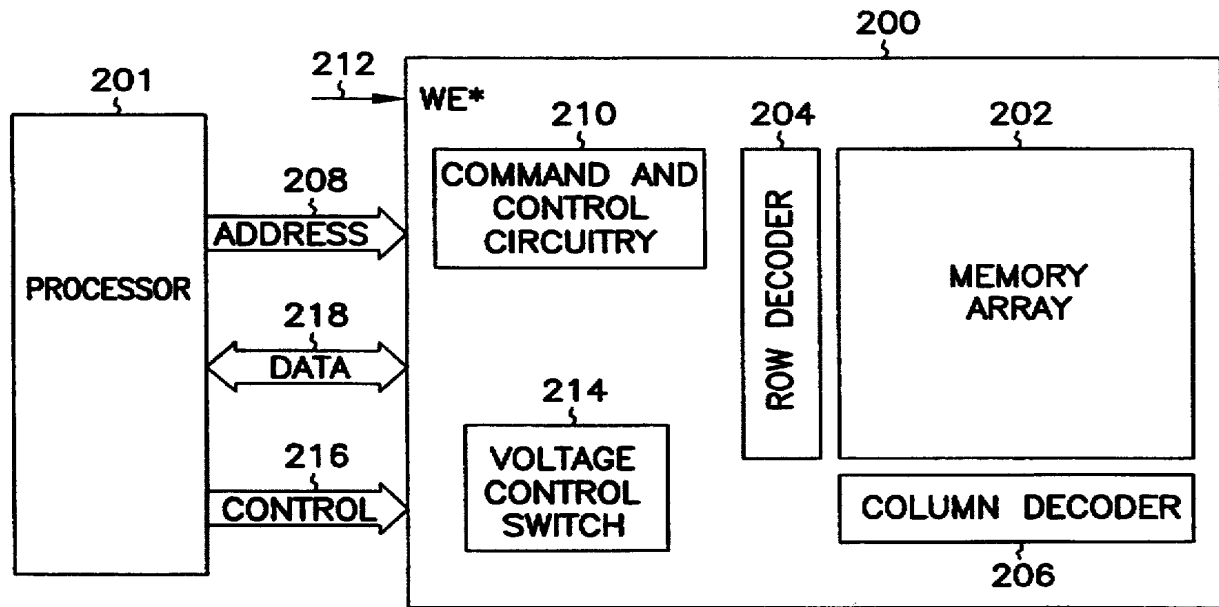 200
212
201
WE*
210
204
202
COMMAND AND
CONTROL
CIRCUITRY
208
ADDRESS
ROW DECODER
MEMORY
ARRAY
PROCESSOR
218
DATA
214
VOLTAGE
CONTROL
SWITCH
216
CONTROL
COLUMN DECODER
206